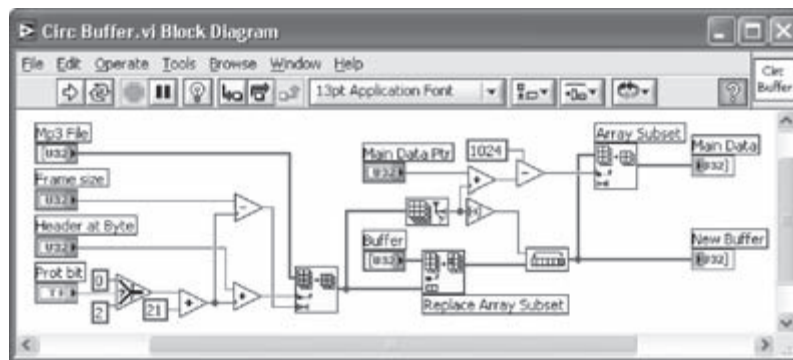 Circ Buffer.vi Block Diagram
File Edit Operate Tools Browse Window Help
13pt Application Font
Circ
Buffer
Mp3 File
[U32]
Frame size
U32
Header at Byte
U32
Prot bit
TF
0
2
21
Main Data Ptr
U32
1024
Buffer
[U32]
Replace Array Subset
Array Subset
Main Data
[U32]
New Buffer
[U32]